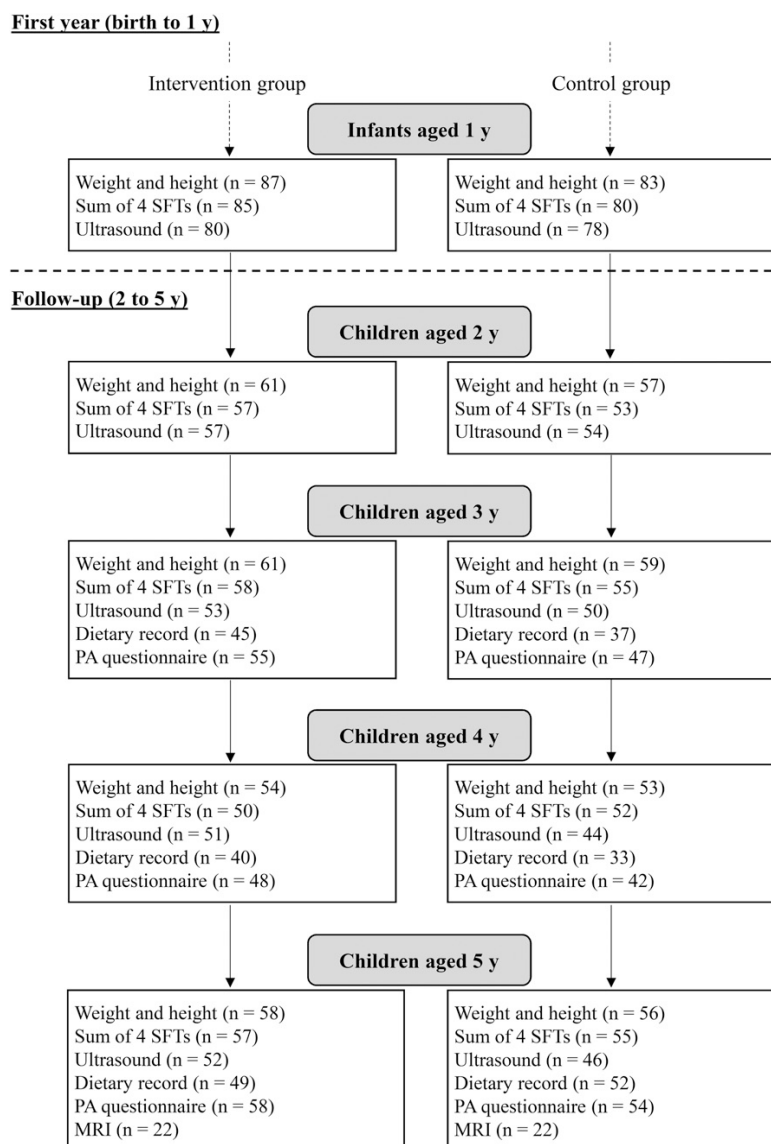 First year (birth to 1 y)
Intervention group
Control group
Infants aged 1 y
Weight and height (n = 87)
Sum of 4 SFTs (n = 85)
Ultrasound (n = 80)
Weight and height (n = 83)
Sum of 4 SFTs (n = 80)
Ultrasound (n = 78)
Follow-up (2 to 5 y)
Children aged 2 y
Weight and height (n = 61)
Sum of 4 SFTs (n = 57)
Ultrasound (n = 57)
Weight and height (n = 57)
Sum of 4 SFTs (n = 53)
Ultrasound (n = 54)
Children aged 3 y
Weight and height (n = 61)
Sum of 4 SFTs (n = 58)
Ultrasound (n = 53)
Dietary record (n = 45)
PA questionnaire (n = 55)
Weight and height (n = 59)
Sum of 4 SFTs (n = 55)
Ultrasound (n = 50)
Dietary record (n = 37)
PA questionnaire (n = 47)
Children aged 4 y
Weight and height (n = 54)
Sum of 4 SFTs (n = 50)
Ultrasound (n = 51)
Dietary record (n = 40)
PA questionnaire (n = 48)
Weight and height (n = 53)
Sum of 4 SFTs (n = 52)
Ultrasound (n = 44)
Dietary record (n = 33)
PA questionnaire (n = 42)
Children aged 5 y
Weight and height (n = 58)
Sum of 4 SFTs (n = 57)
Ultrasound (n = 52)
Dietary record (n = 49)
PA questionnaire (n = 58)
MRI (n = 22)
Weight and height (n = 56)
Sum of 4 SFTs (n = 55)
Ultrasound (n = 46)
Dietary record (n = 52)
PA questionnaire (n = 54)
MRI (n = 22)